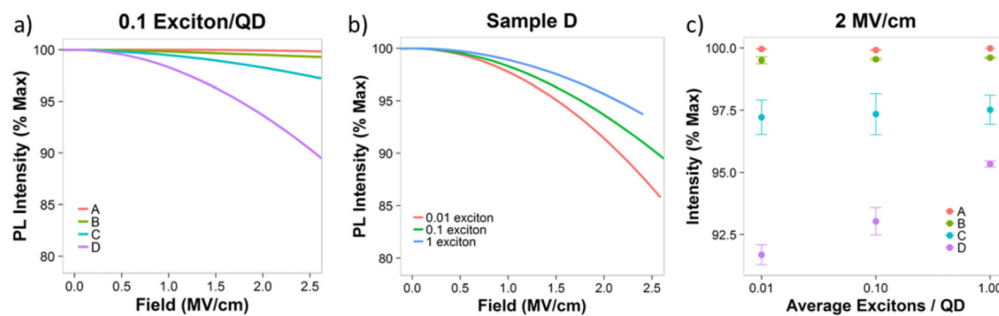 a)
0.1 Exciton/QD
PL Intensity (% Max)
100
95
90
85
80
A
B
C
D
0.0
0.5
1.0
1.5
2.0
2.5
Field (MV/cm)
b)
Sample D
PL Intensity (% Max)
100
95
90
85
80
0.01 exciton
0.1 exciton
1 exciton
0.0
0.5
1.0
1.5
2.0
2.5
Field (MV/cm)
c)
2 MV/cm
Intensity (% Max)
100.0
97.5
95.0
92.5
A
B
C
D
0.01
0.10
1.00
Average Excitons / QD